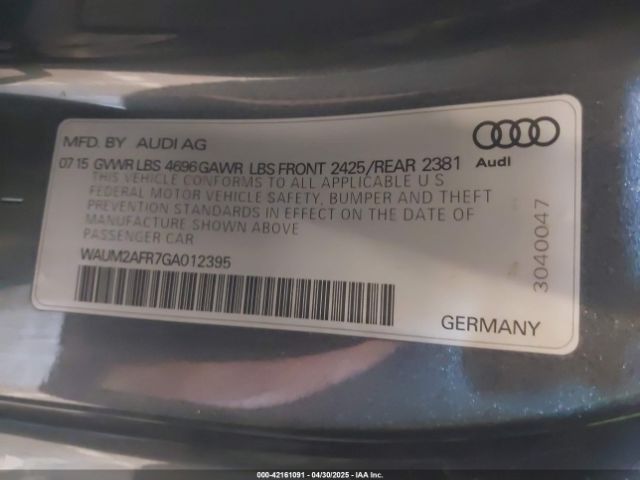 MFD. BY AUDI AG
07 15 GVWR LBS 4696 GAWR LBS FRONT 2425/REAR 2381
Audi
THIS VEHICLE CONFORMS TO ALL APPLICABLE U S
FEDERAL MOTOR VEHICLE SAFETY, BUMPER AND THEFT
PREVENTION STANDARDS IN EFFECT ON THE DATE OF
MANUFACTURE SHOWN ABOVE
PASSENGER CAR
WAUM2AFR7GA012395
3040047
GERMANY
000-42161091 - 04/30/2025 - IAA Inc.